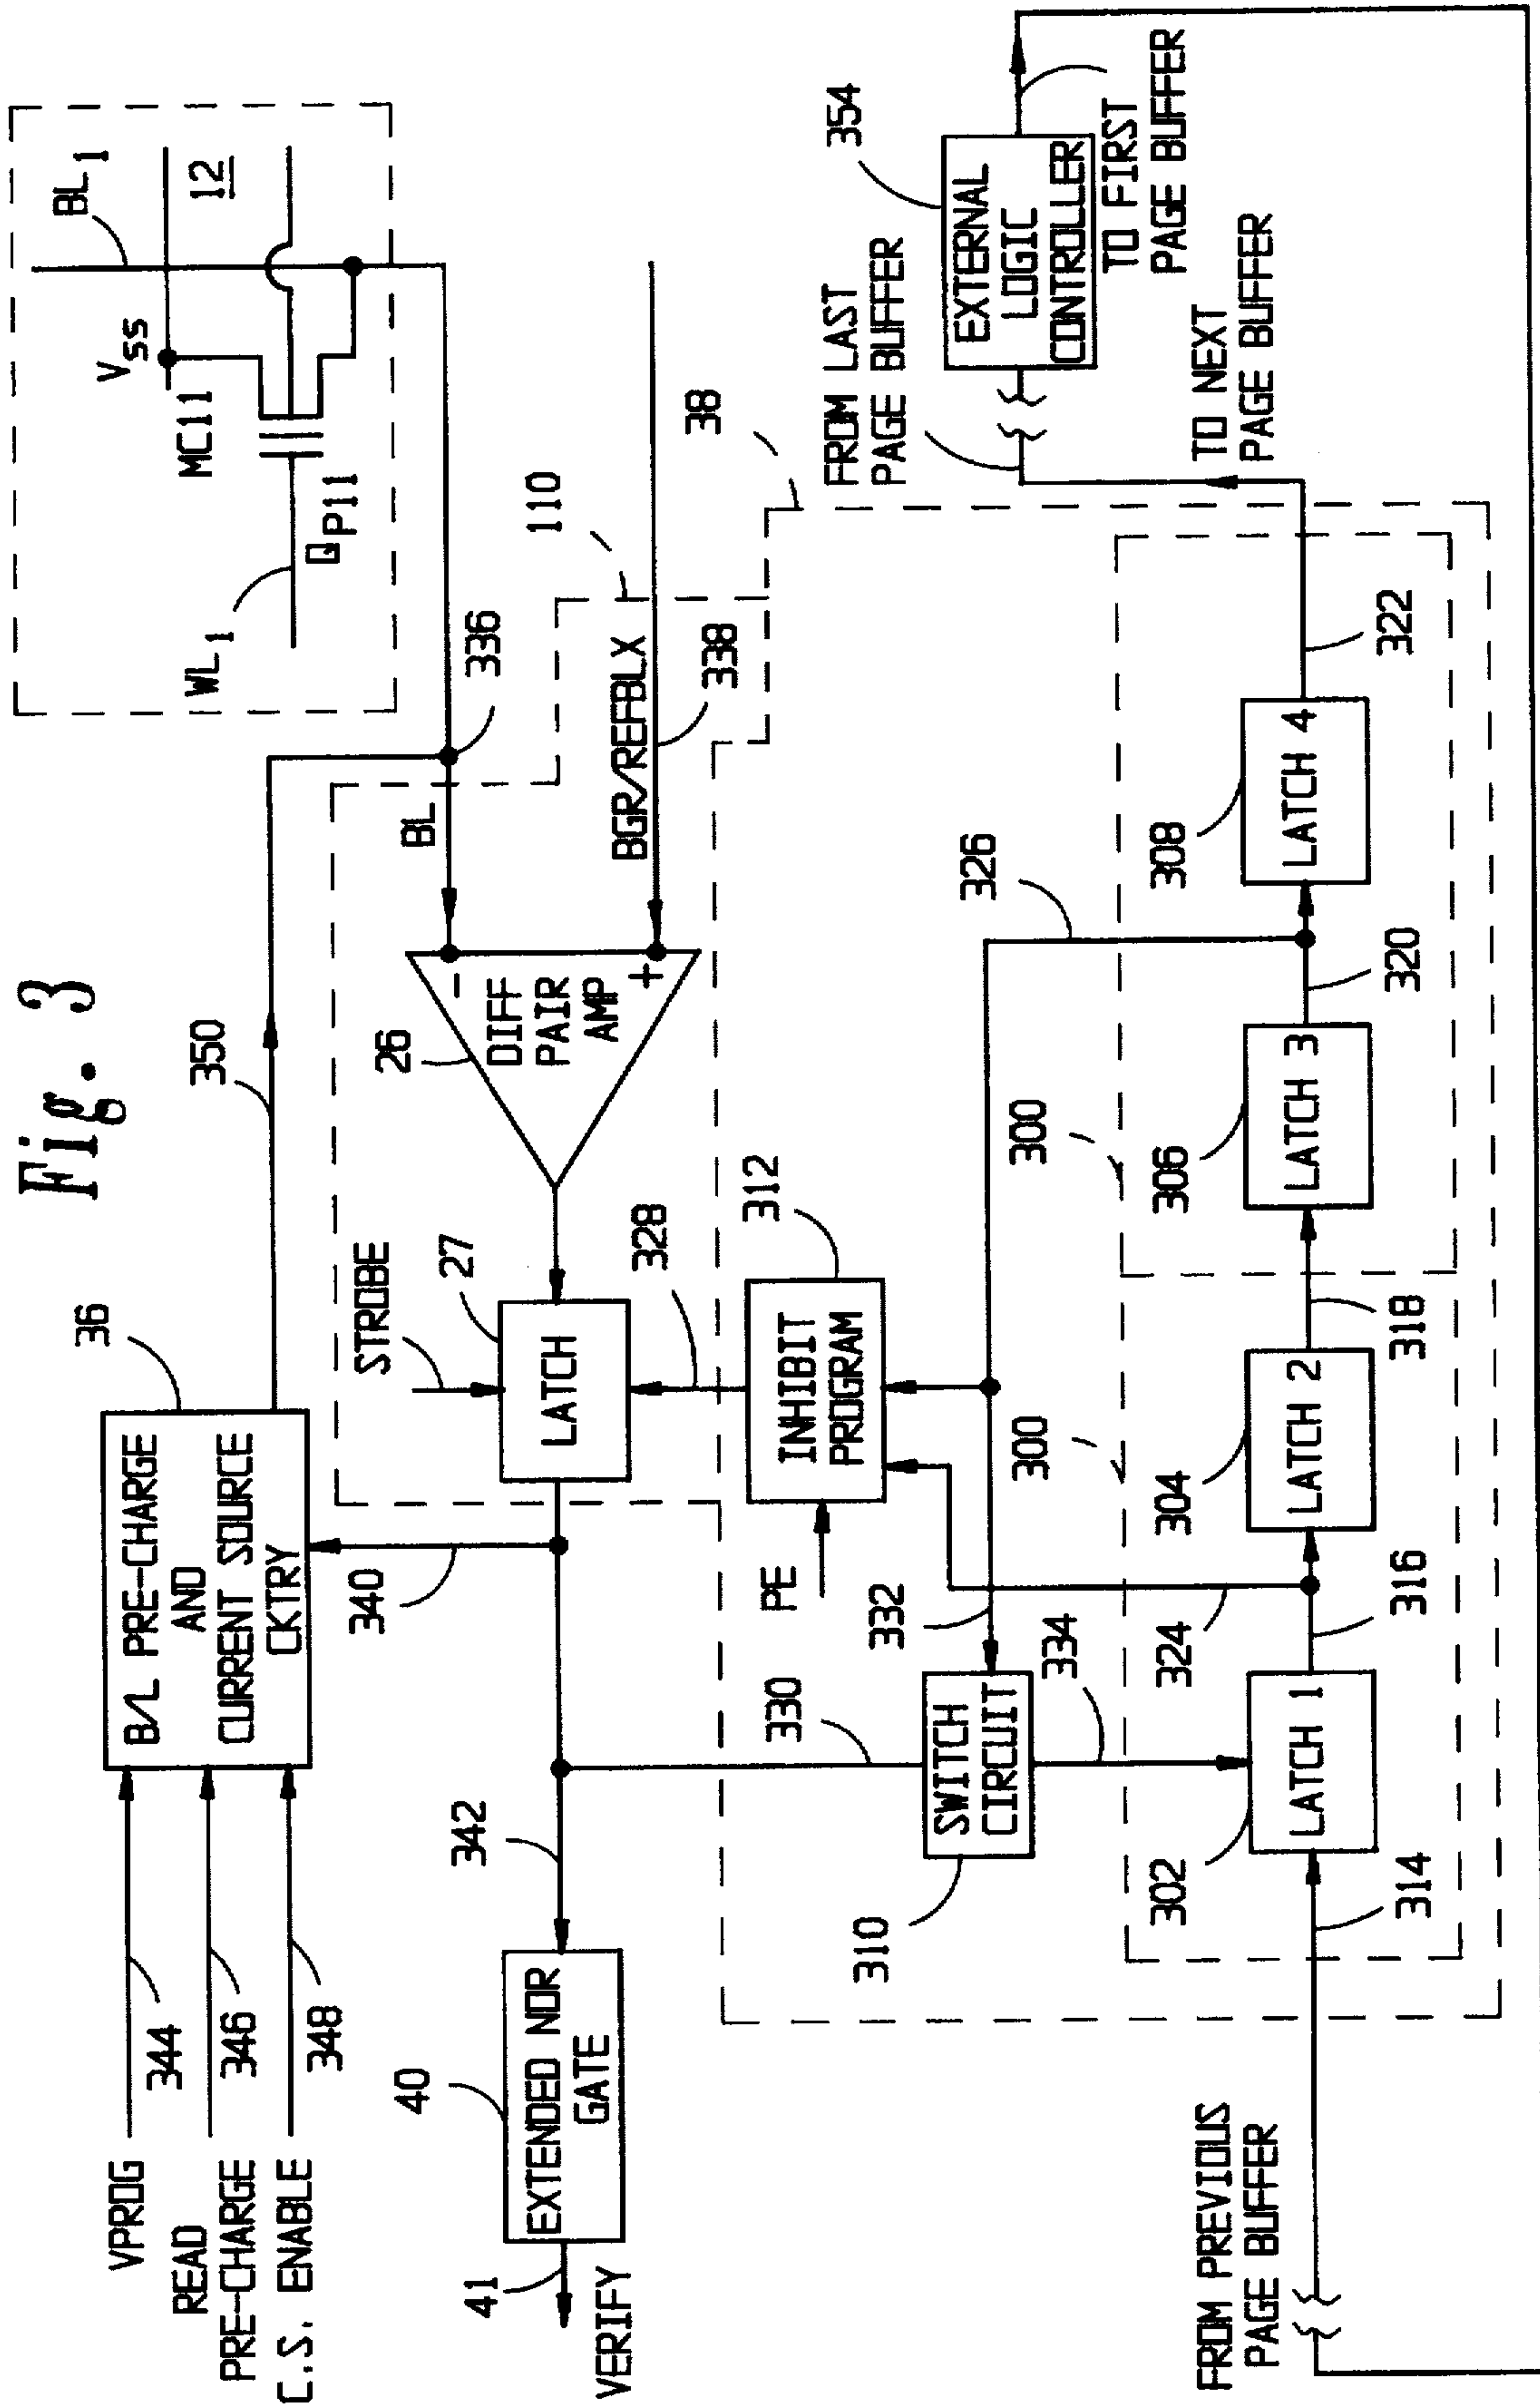 Fig. 3
VPROG
344
READ
PRE-CHARGE
346
C.S. ENABLE
348
B/L PRE-CHARGE
AND
CURRENT SOURCE
CKTRY
36
350
340
WL1
QP11
MC11
VSS
BL1
12
336
BL
BGR/REFBLX
338
110
38
26
-
+
DIFF
PAIR
AMP
STROBE
27
LATCH
328
342
40
EXTENDED NOR
GATE
41
VERIFY
330
PE
INHIBIT
PROGRAM
312
332
310
SWITCH
CIRCUIT
334
324
326
300
300
302
LATCH 1
314
316
304
LATCH 2
318
306
LATCH 3
320
308
LATCH 4
322
FROM PREVIOUS
PAGE BUFFER
TO NEXT
PAGE BUFFER
FROM LAST
PAGE BUFFER
EXTERNAL
LOGIC
CONTROLLER
354
TO FIRST
PAGE BUFFER